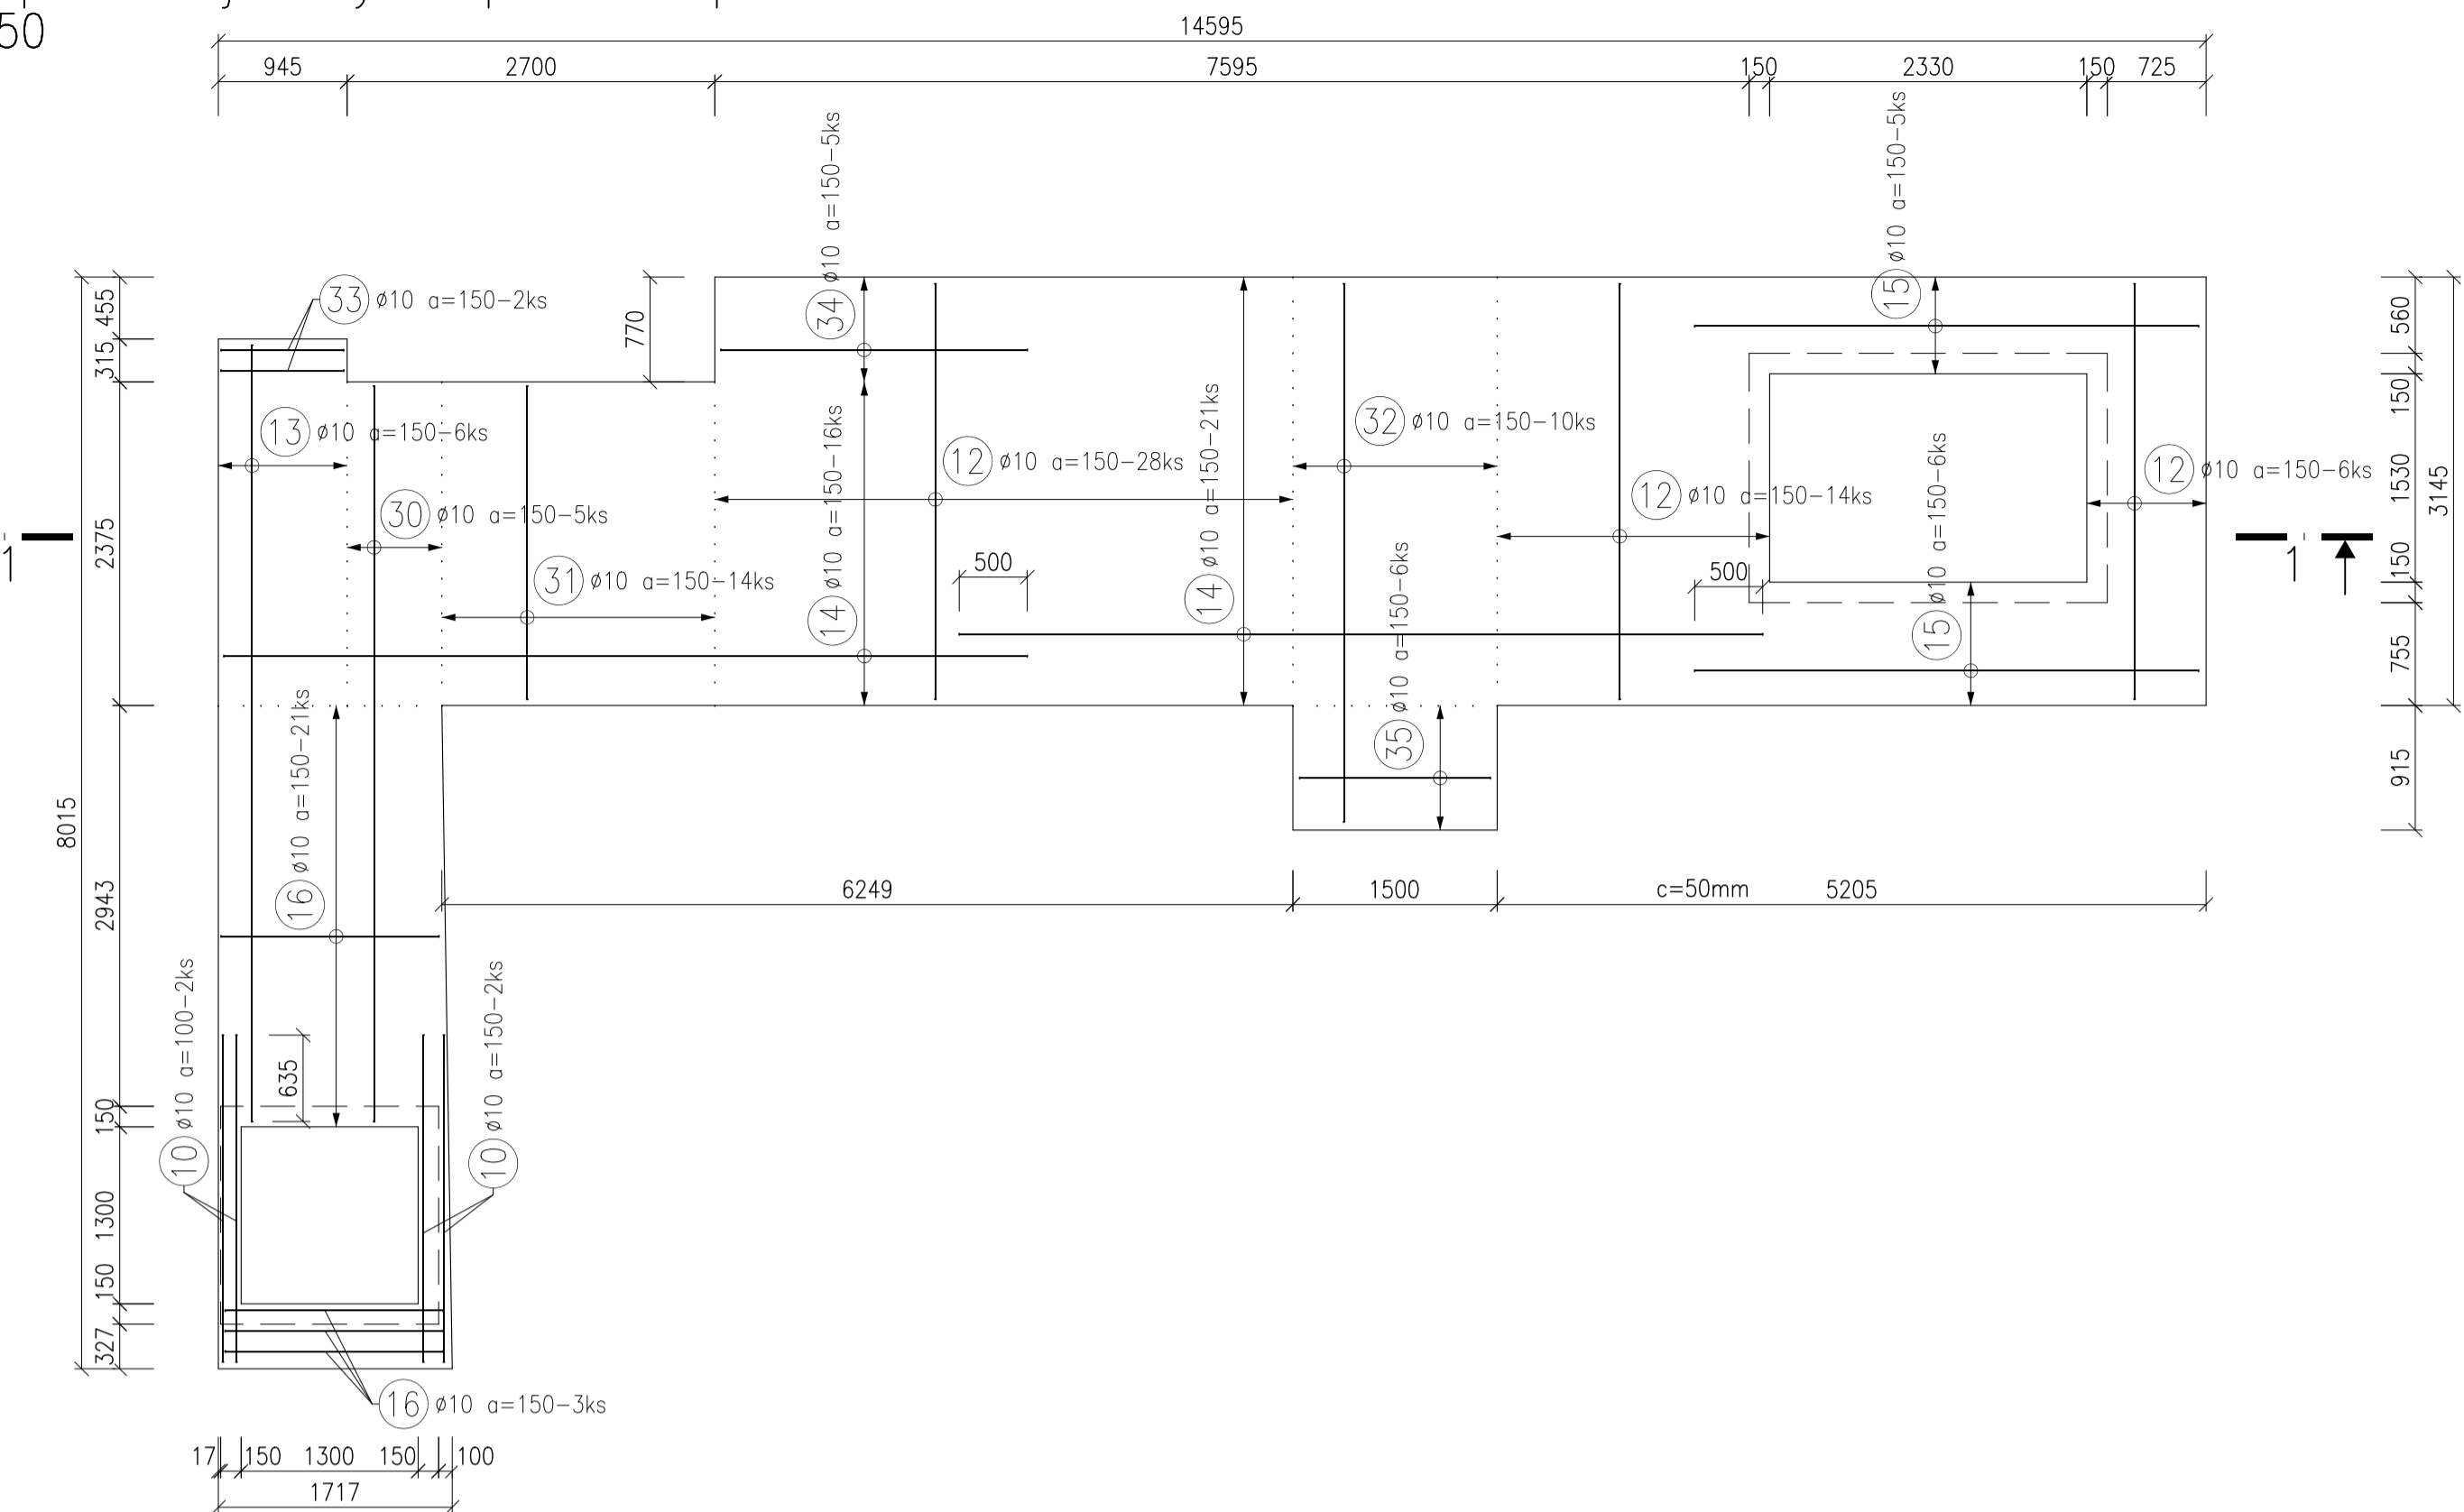 50
14595
945
2700
7595
150
2330
150
725
34 ø10 a=150-5ks
15 ø10 a=150-5ks
33 ø10 a=150-2ks
455
315
770
560
150
1530
150
755
915
3145
13 ø10 a=150-6ks
14 ø10 a=150-16ks
12 ø10 a=150-28ks
14 ø10 a=150-21ks
32 ø10 a=150-10ks
12 ø10 a=150-14ks
15 ø10 a=150-6ks
12 ø10 a=150-6ks
30 ø10 a=150-5ks
31 ø10 a=150-14ks
500
500
1
1
2375
35 ø10 a=150-6ks
16 ø10 a=150-21ks
8015
2943
6249
1500
c=50mm
5205
10 ø10 a=100-2ks
10 ø10 a=150-2ks
635
150
1300
150
327
16 ø10 a=150-3ks
17
150
1300
150
100
1717